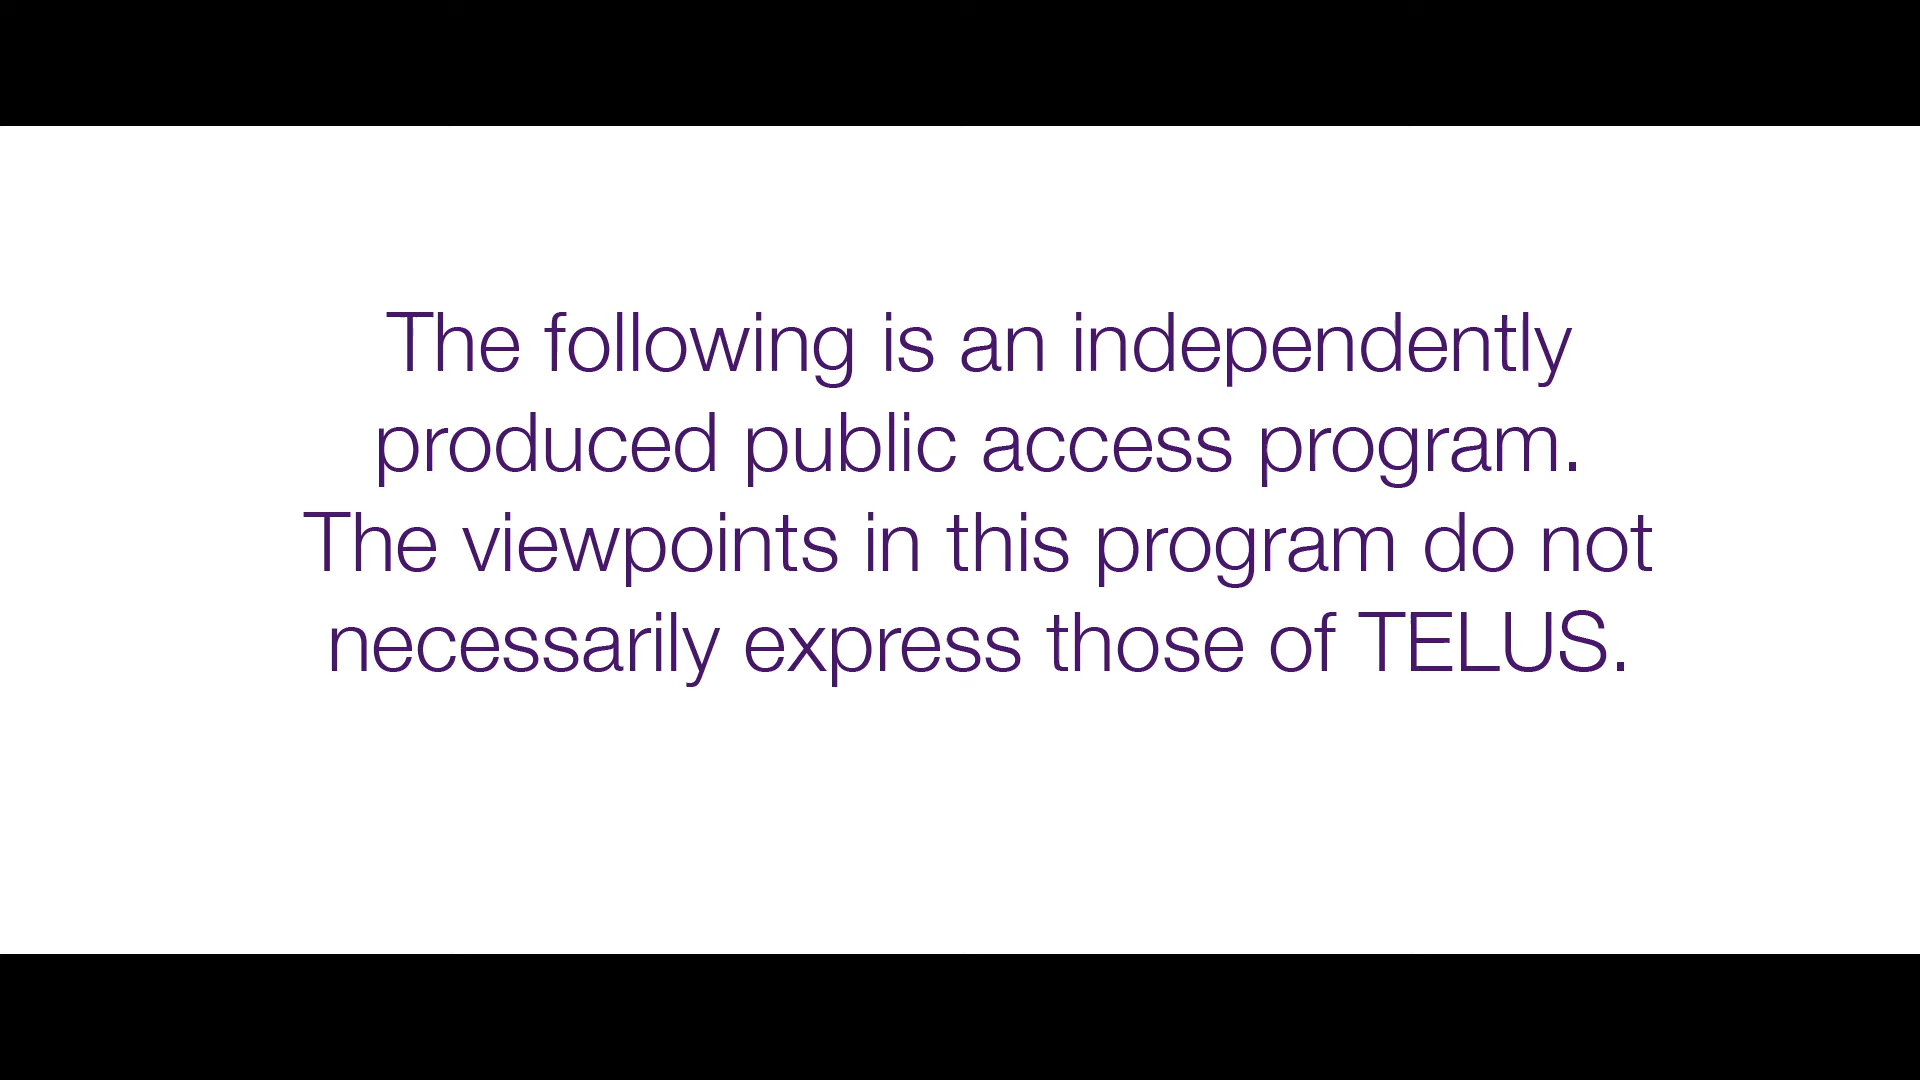 The following is an independently
produced public access program.
The viewpoints in this program do not
necessarily express those of TELUS.